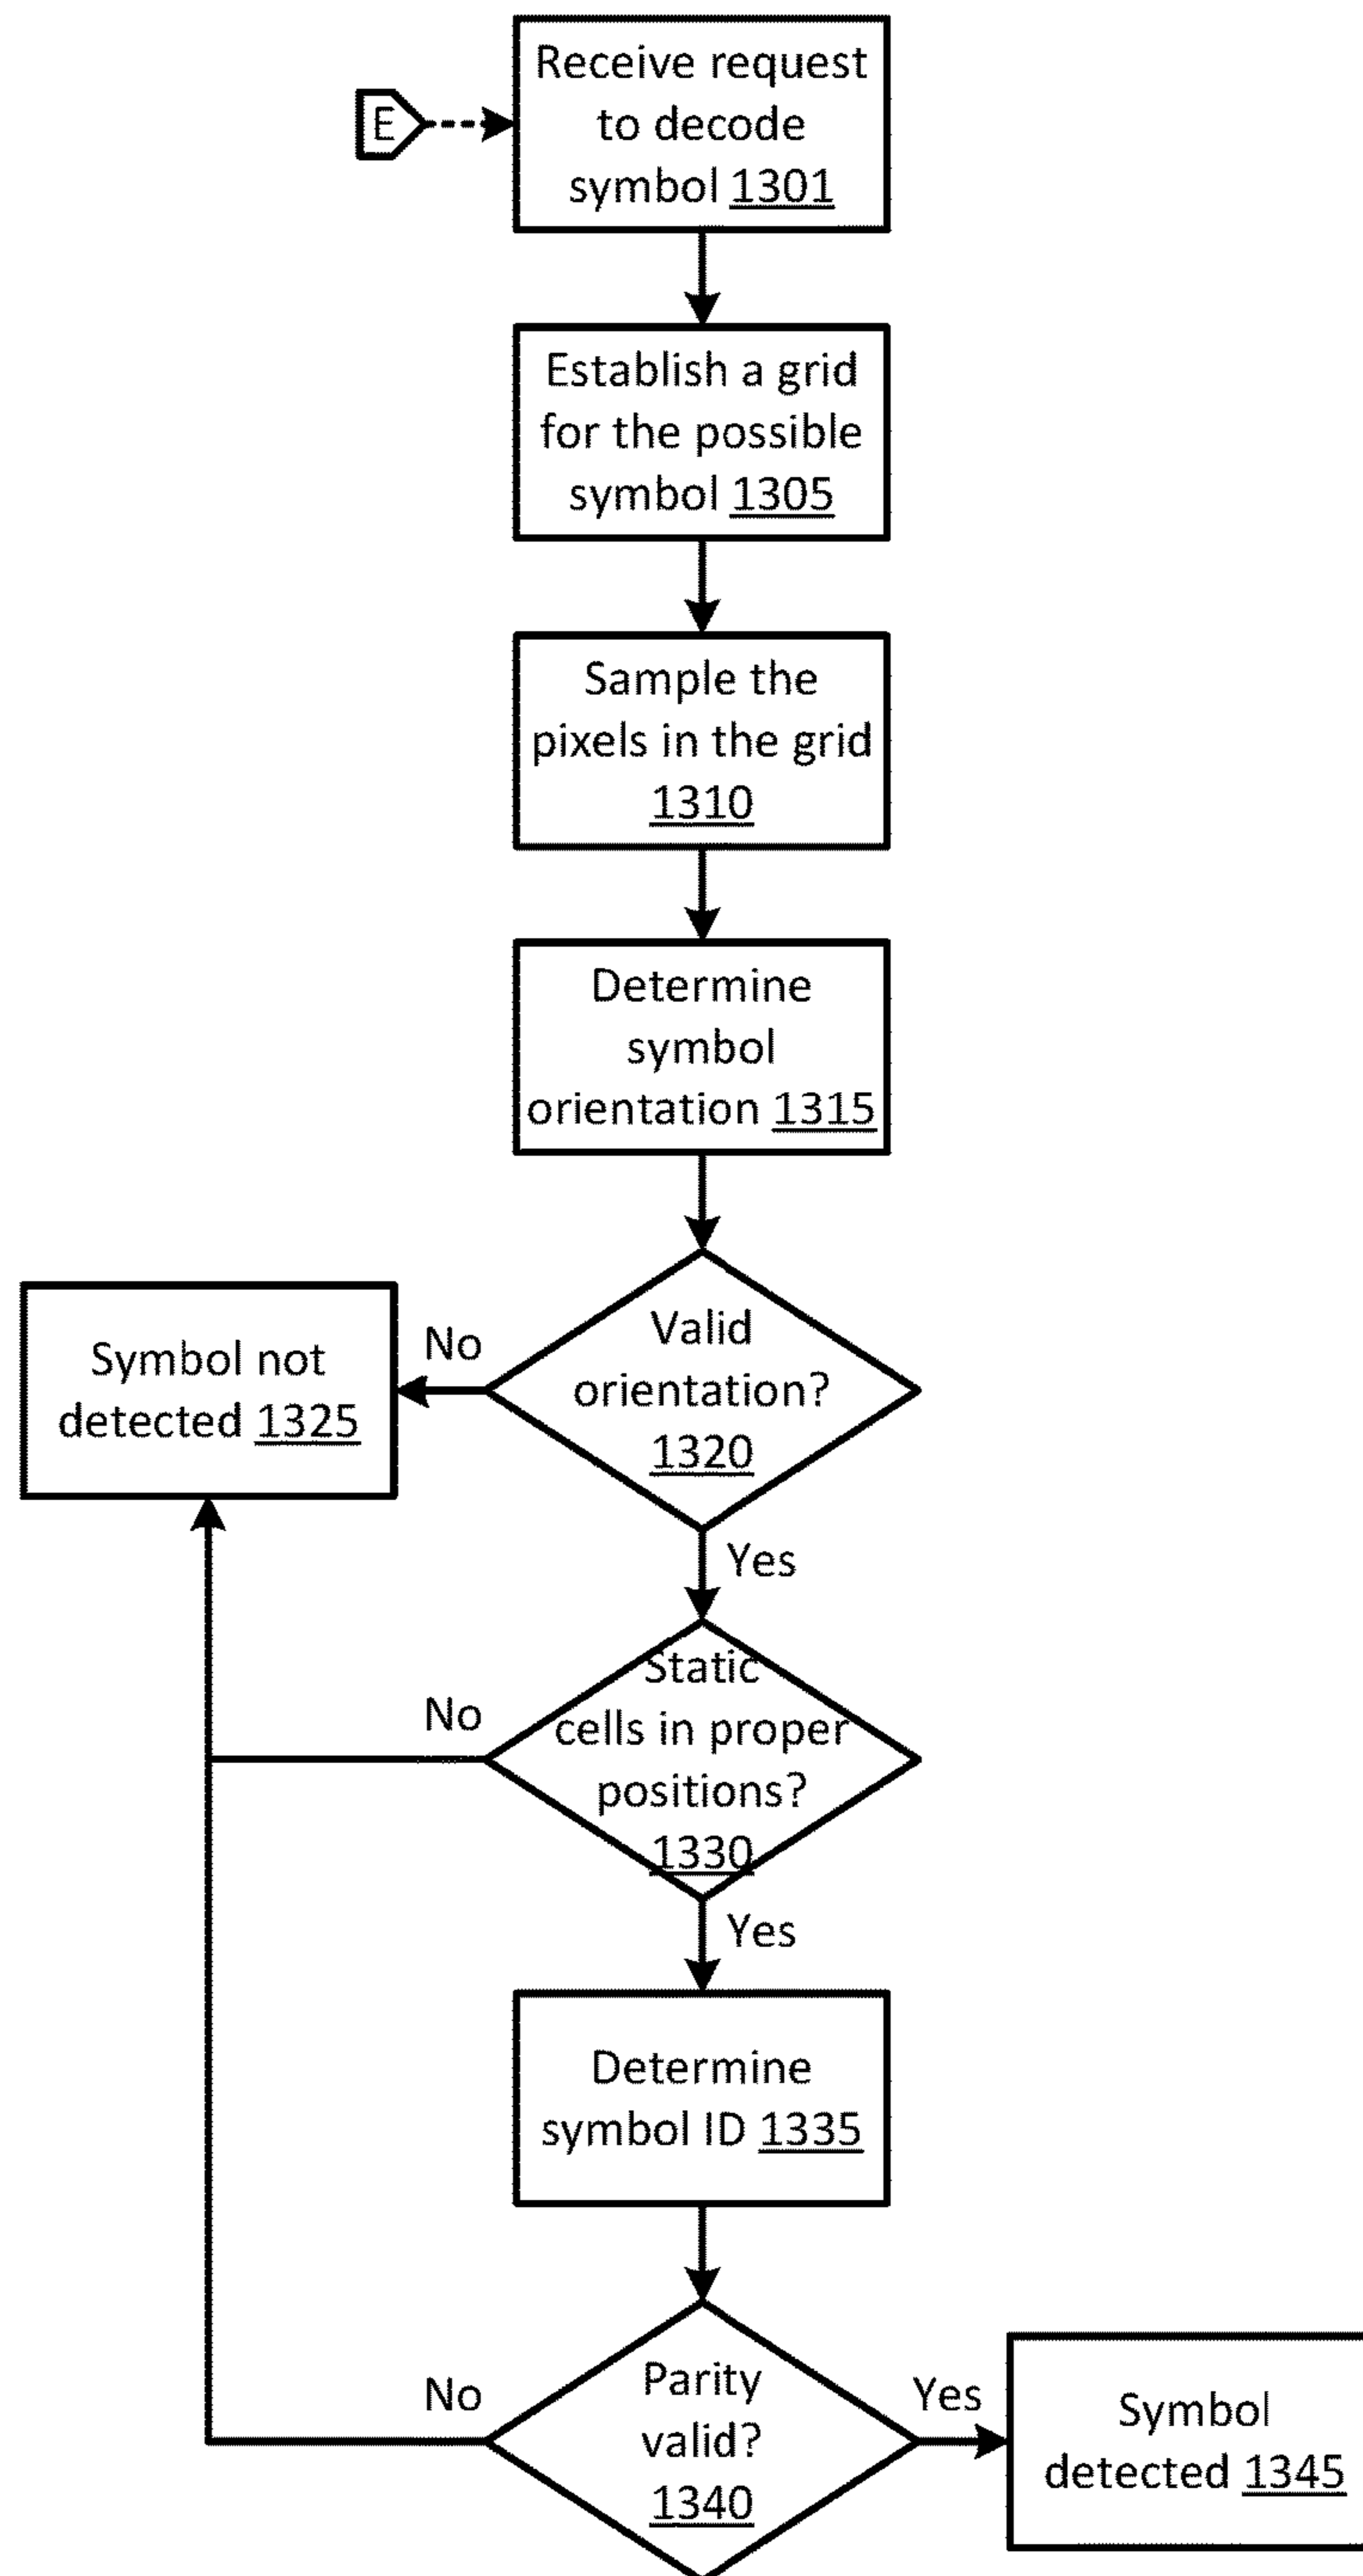 Receive request
E
to decode
symbol 1301
Establish a grid
for the possible
symbol 1305
Sample the
pixels in the grid
1310
Determine
symbol
orientation 1315
Valid
orientation?
1320
No
Symbol not
detected 1325
Yes
Static
cells in proper
positions?
1330
No
Yes
Determine
symbol ID 1335
Parity
valid?
1340
No
Yes
Symbol
detected 1345